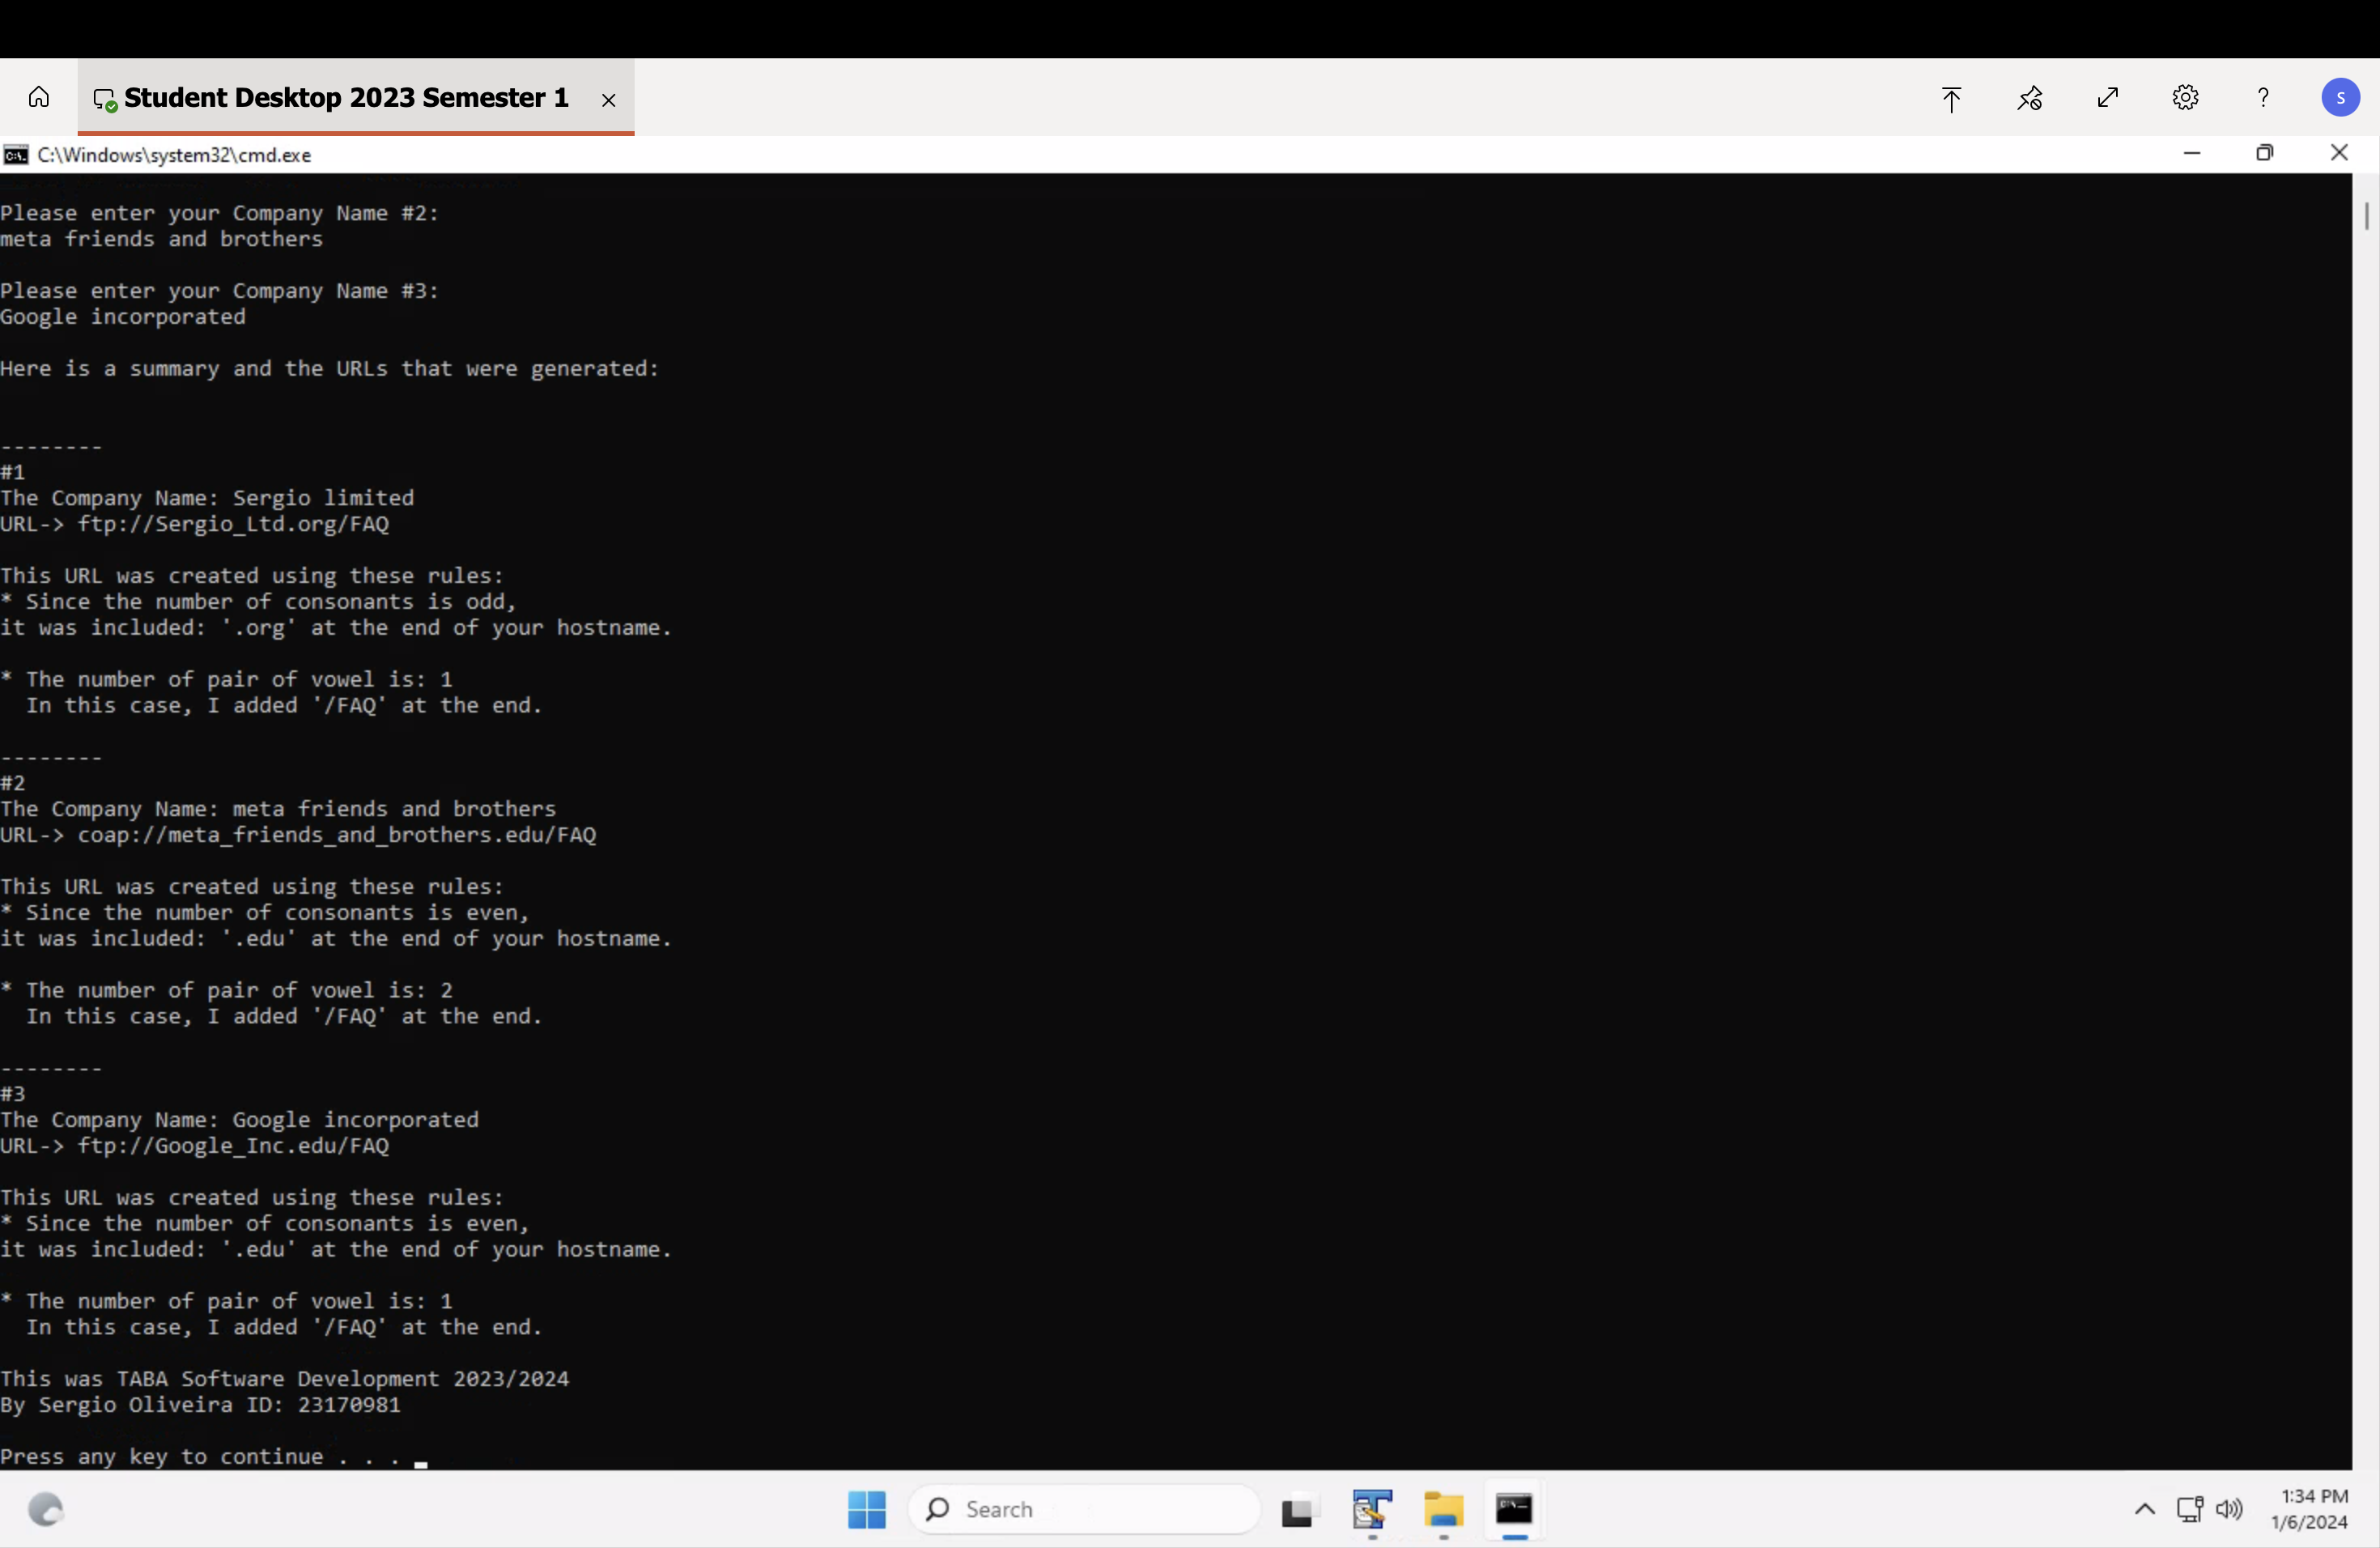 Student Desktop 2023 Semester 1
S
C:\Windows\system32\cmd.exe
Please enter your Company Name #2:
meta friends and brothers
Please enter your Company Name #3:
Google incorporated
Here is a summary and the URLs that were generated:
--------
#1
The Company Name: Sergio limited
URL-> ftp://Sergio_Ltd.org/FAQ
This URL was created using these rules:
* Since the number of consonants is odd,
it was included: '.org' at the end of your hostname.
* The number of pair of vowel is: 1
In this case, I added '/FAQ' at the end.
--------
#2
The Company Name: meta friends and brothers
URL-> coap://meta_friends_and_brothers.edu/FAQ
This URL was created using these rules:
* Since the number of consonants is even,
it was included: '.edu' at the end of your hostname.
* The number of pair of vowel is: 2
In this case, I added '/FAQ' at the end.
--------
#3
The Company Name: Google incorporated
URL-> ftp://Google_Inc.edu/FAQ
This URL was created using these rules:
* Since the number of consonants is even,
it was included: '.edu' at the end of your hostname.
* The number of pair of vowel is: 1
In this case, I added '/FAQ' at the end.
This was TABA Software Development 2023/2024
By Sergio Oliveira ID: 23170981
Press any key to continue . . .
Search
1:34 PM
1/6/2024